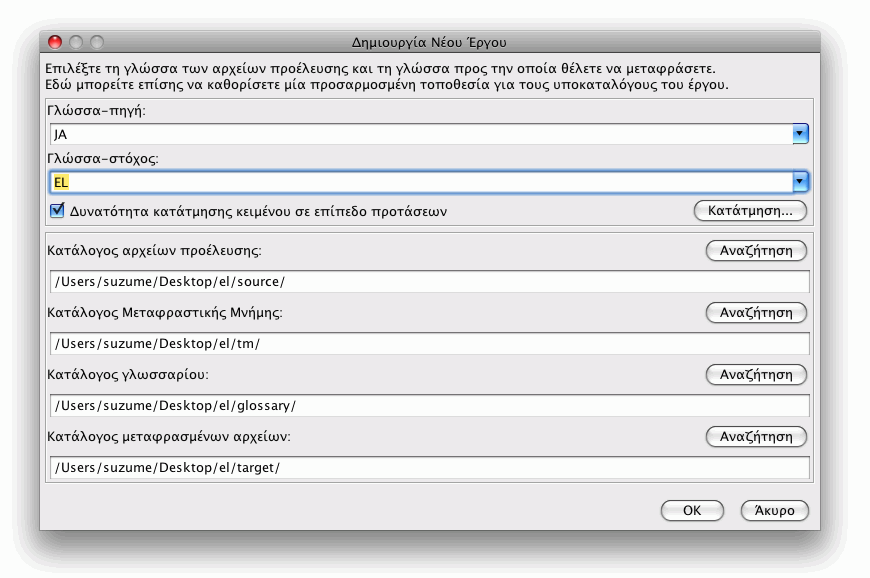 Δημιουργία Νέου Έργου
Επιλέξτε τη γλώσσα των αρχείων προέλευσης και τη γλώσσα προς την οποία θέλετε να μεταφράσετε.
Εδώ μπορείτε επίσης να καθορίσετε μία προσαρμοσμένη τοποθεσία για τους υποκαταλόγους του έργου.
Γλώσσα-πηγή:
JA
Γλώσσα-στόχος:
EL
Δυνατότητα κατάτμησης κειμένου σε επίπεδο προτάσεων Κατάτμηση...
Κατάλογος αρχείων προέλευσης: Αναζήτηση
/Users/suzume/Desktop/el/source/
Κατάλογος Μεταφραστικής Μνήμης: Αναζήτηση
/Users/suzume/Desktop/el/tm/
Κατάλογος γλωσσαρίου: Αναζήτηση
/Users/suzume/Desktop/el/glossary/
Κατάλογος μεταφρασμένων αρχείων: Αναζήτηση
/Users/suzume/Desktop/el/target/
OK Άκυρο